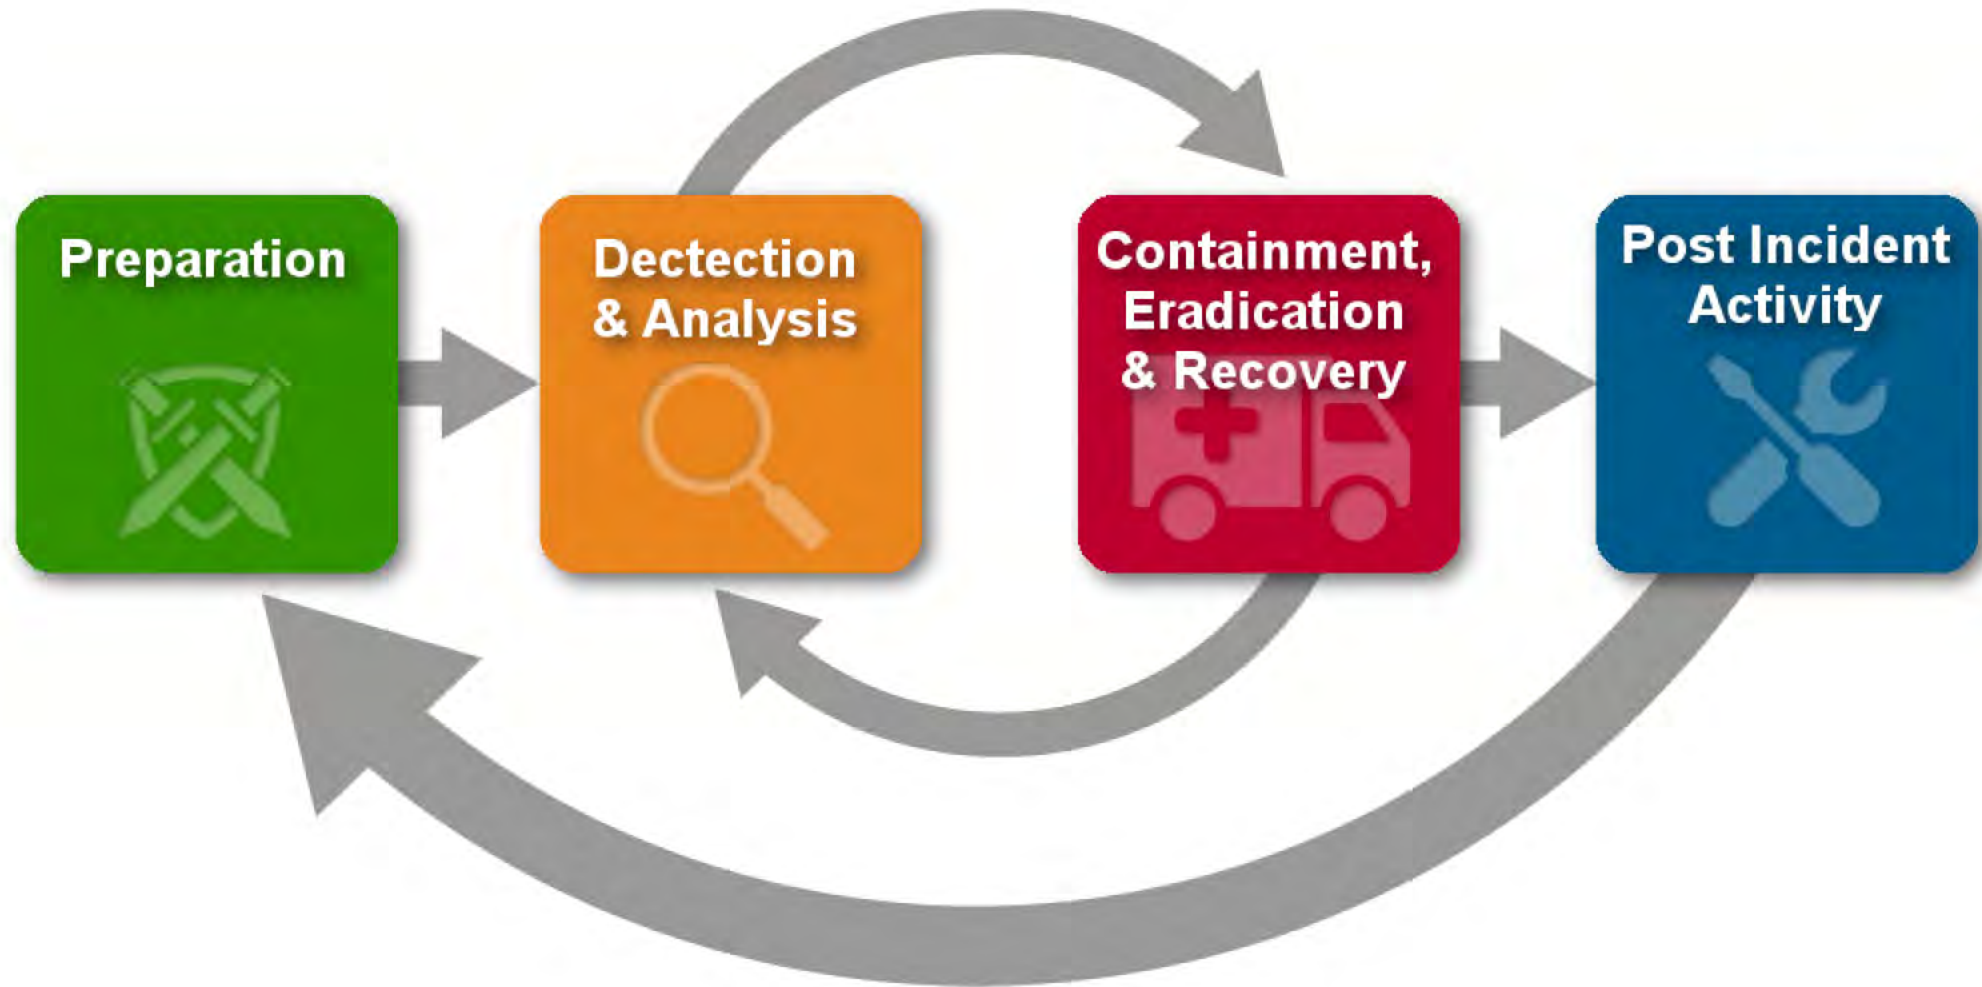 Preparation
Dectection
& Analysis
Containment,
Eradication
& Recovery
Post Incident
Activity